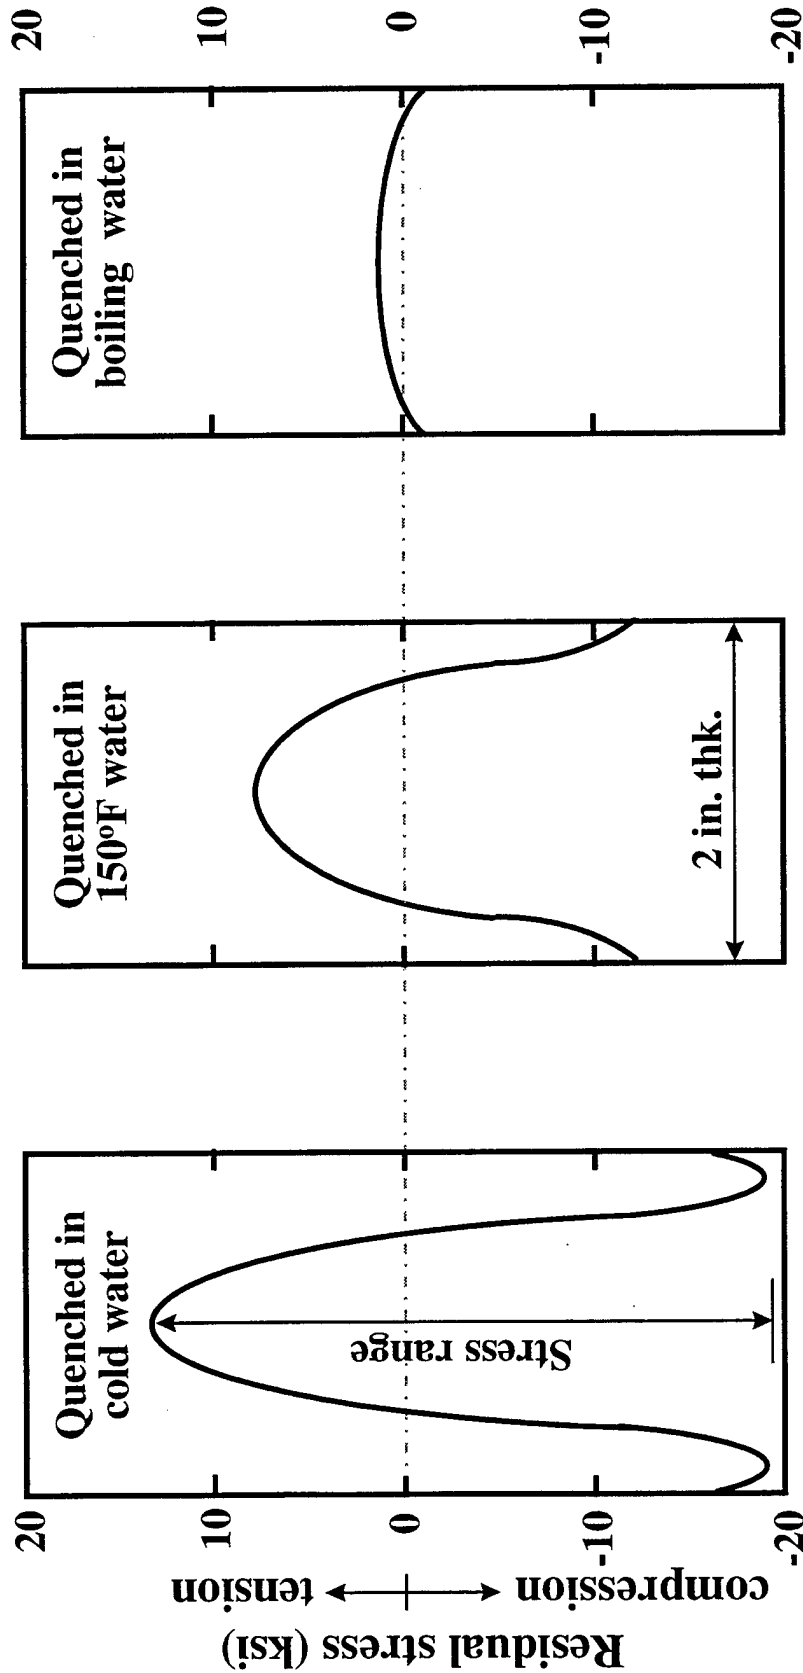 Residual stress (ksi)
compression
tension
20
10
0
-10
-20
Quenched in
cold water
Stress range
Quenched in
150ºF water
2 in. thk.
Quenched in
boiling water
20
10
0
-10
-20